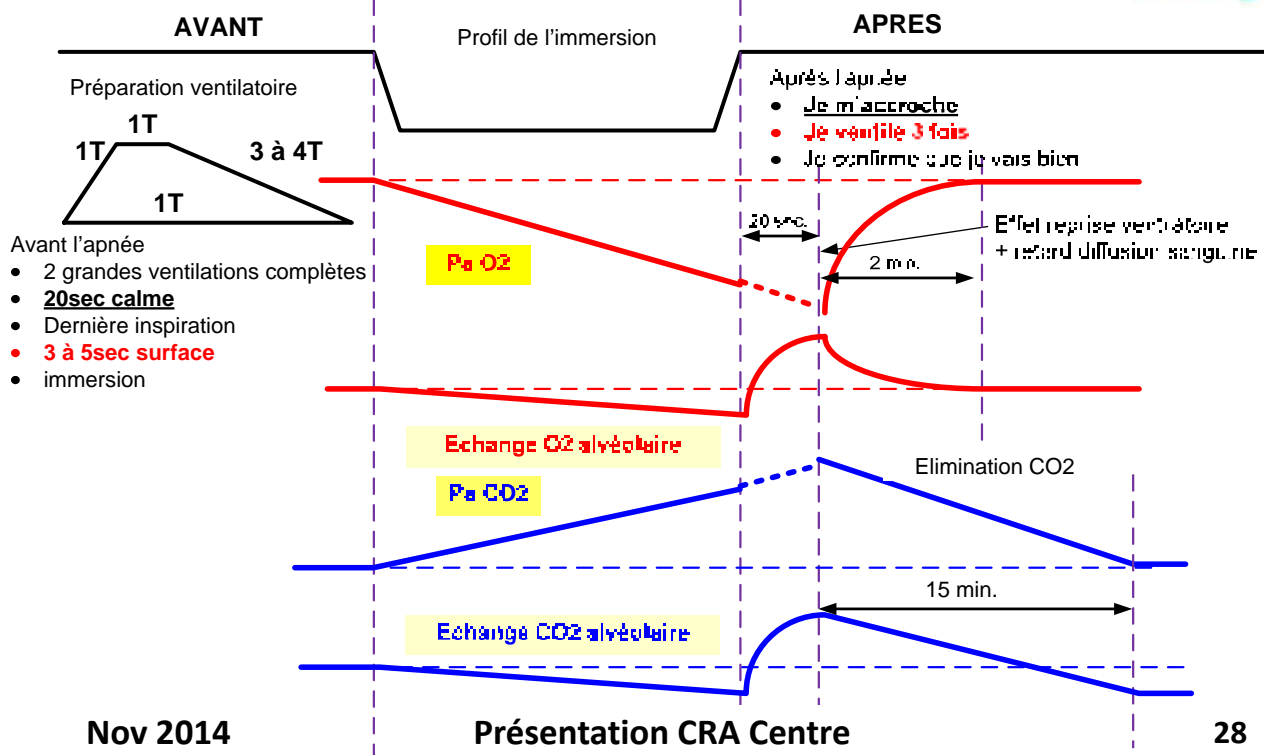 AVANT
Profil de l'immersion
APRES
Préparation ventilatoire
1T
1T
3 à 4T
1T
Avant l'apnée
• 2 grandes ventilations complètes
• 20sec calme
• Dernière inspiration
• 3 à 5sec surface
• immersion
Après l'apnée
• Je m'accroche
• Je ventile 3 fois
• Je confirme que je vais bien
20 sec.
Effet reprise ventilatoire
+ retard diffusion sanguine
2 min.
Pa O2
Echange O2 alvéolaire
Pa CO2
Elimination CO2
15 min.
Echange CO2 alvéolaire
Nov 2014
Présentation CRA Centre
28